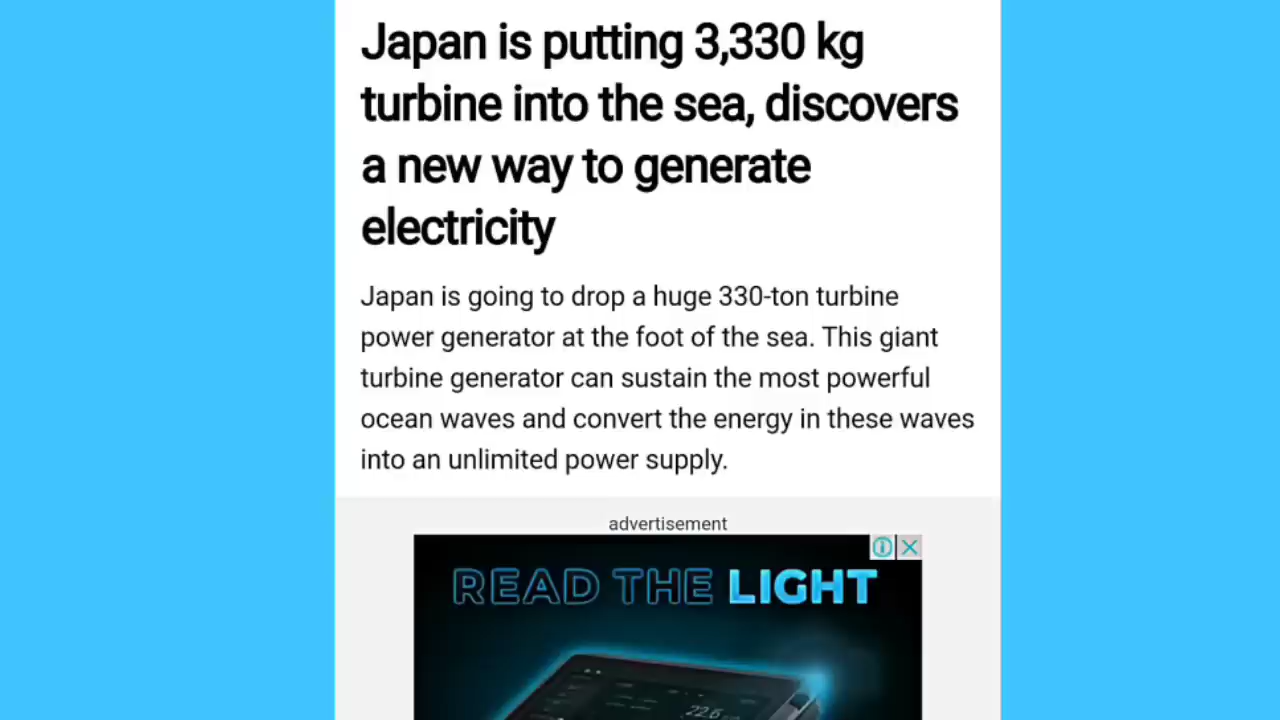 Japan is putting 3,330 kg
turbine into the sea, discovers
a new way to generate
electricity
Japan is going to drop a huge 330-ton turbine
power generator at the foot of the sea. This giant
turbine generator can sustain the most powerful
ocean waves and convert the energy in these waves
into an unlimited power supply.
advertisement
READ THE LIGHT
22.6